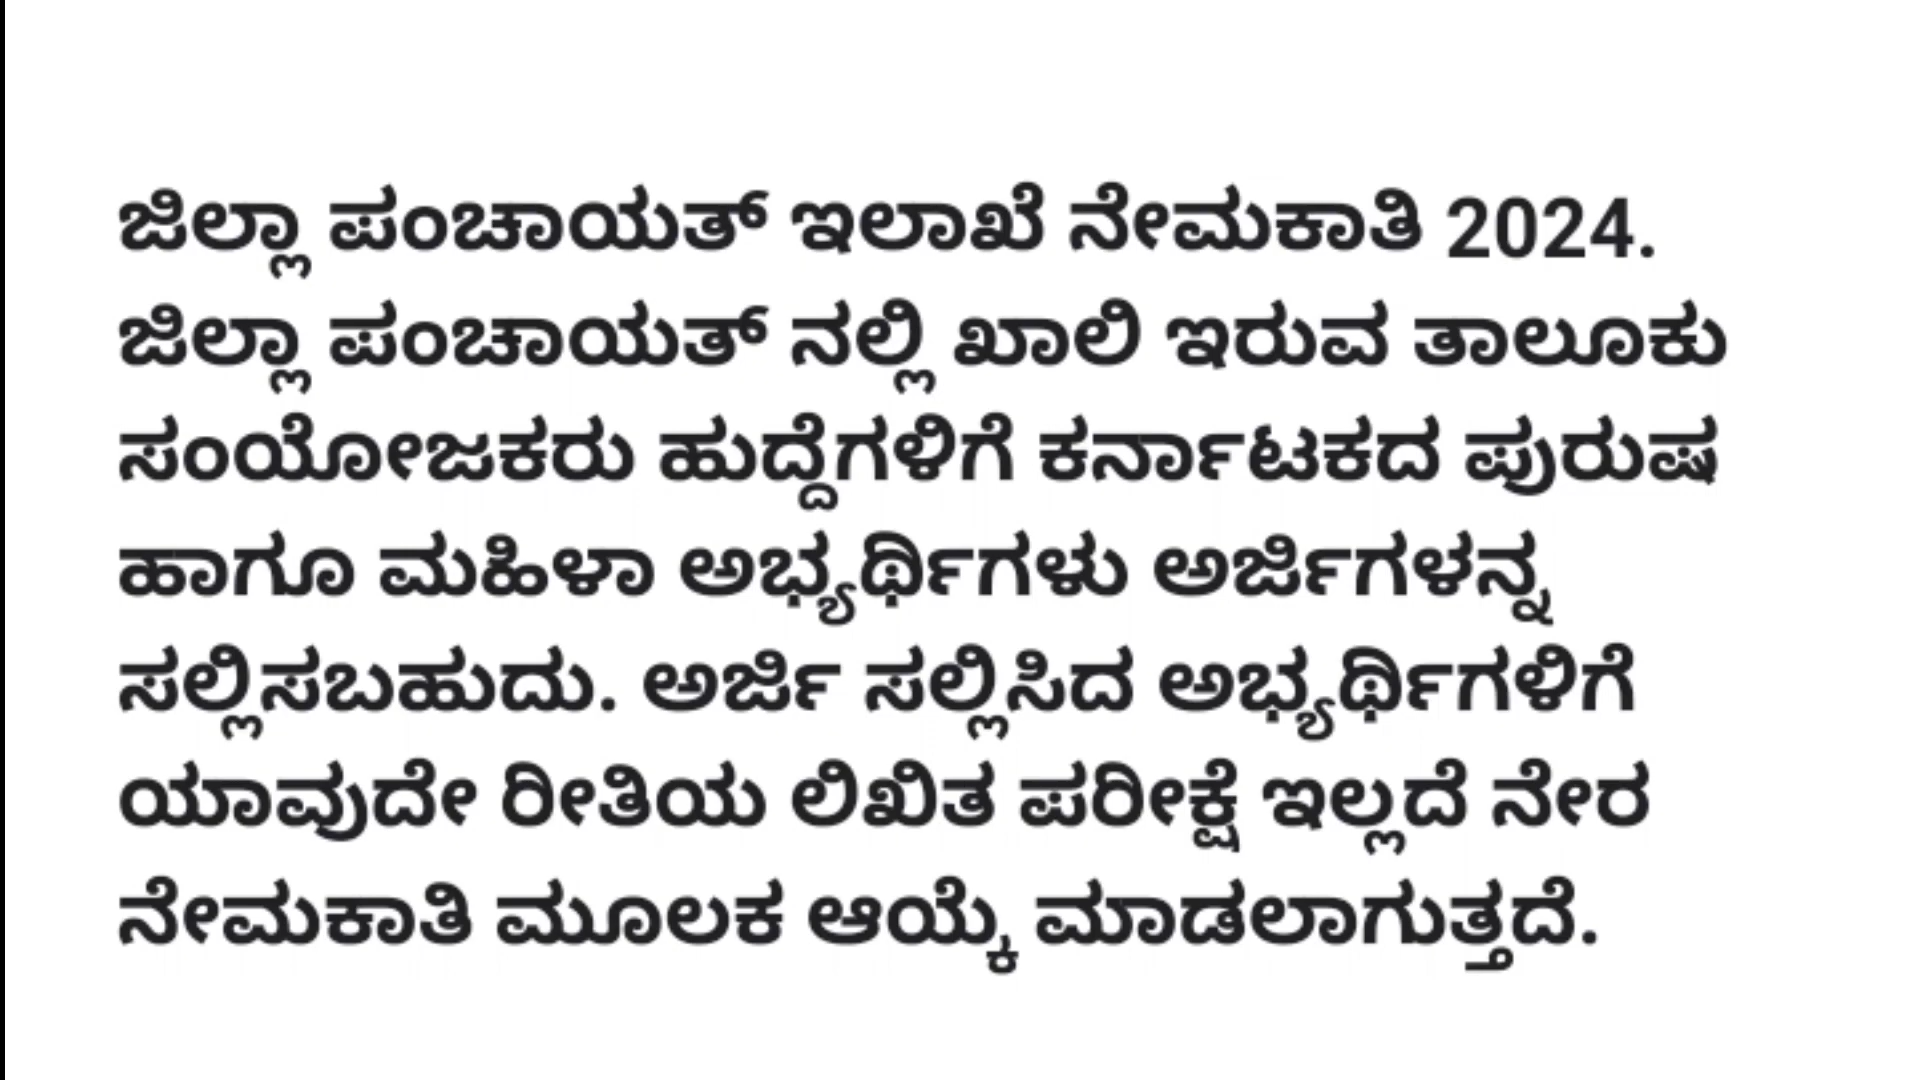 ಜಿಲ್ಲಾ ಪಂಚಾಯತ್ ಇಲಾಖೆ ನೇಮಕಾತಿ 2024.
ಜಿಲ್ಲಾ ಪಂಚಾಯತ್ ನಲ್ಲಿ ಖಾಲಿ ಇರುವ ತಾಲೂಕು
ಸಂಯೋಜಕರು ಹುದ್ದೆಗಳಿಗೆ ಕರ್ನಾಟಕದ ಪುರುಷ
ಹಾಗೂ ಮಹಿಳಾ ಅಭ್ಯರ್ಥಿಗಳು ಅರ್ಜಿಗಳನ್ನ
ಸಲ್ಲಿಸಬಹುದು. ಅರ್ಜಿ ಸಲ್ಲಿಸಿದ ಅಭ್ಯರ್ಥಿಗಳಿಗೆ
ಯಾವುದೇ ರೀತಿಯ ಲಿಖಿತ ಪರೀಕ್ಷೆ ಇಲ್ಲದೆ ನೇರ
ನೇಮಕಾತಿ ಮೂಲಕ ಆಯ್ಕೆ ಮಾಡಲಾಗುತ್ತದೆ.